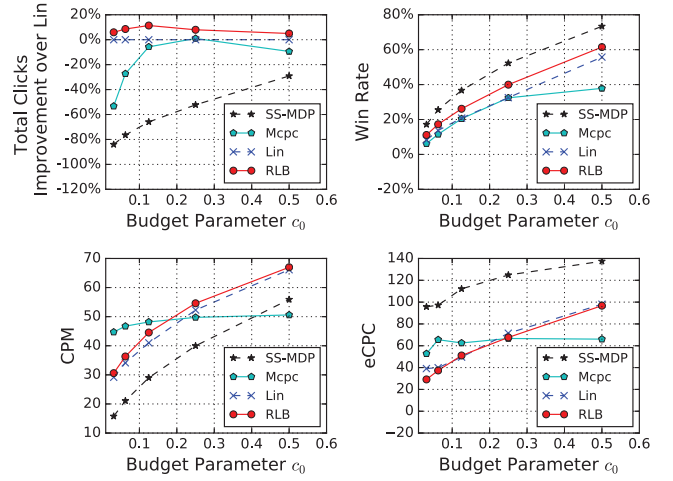 20%
0%
-20%
-40%
-60%
-80%
-100%
-120%
Total Clicks
Improvement over Lin
SS-MDP
Mcpc
Lin
RLB
0.1 0.2 0.3 0.4 0.5 0.6
Budget Parameter c0
80%
60%
40%
20%
0%
20%
Win Rate
SS-MDP
Mcpc
Lin
RLB
0.1 0.2 0.3 0.4 0.5 0.6
Budget Parameter c0
70
60
50
40
30
20
10
CPM
SS-MDP
Mcpc
Lin
RLB
0.1 0.2 0.3 0.4 0.5 0.6
Budget Parameter c0
140
120
100
80
60
40
20
0
−20
eCPC
SS-MDP
Mcpc
Lin
RLB
0.1 0.2 0.3 0.4 0.5 0.6
Budget Parameter c0